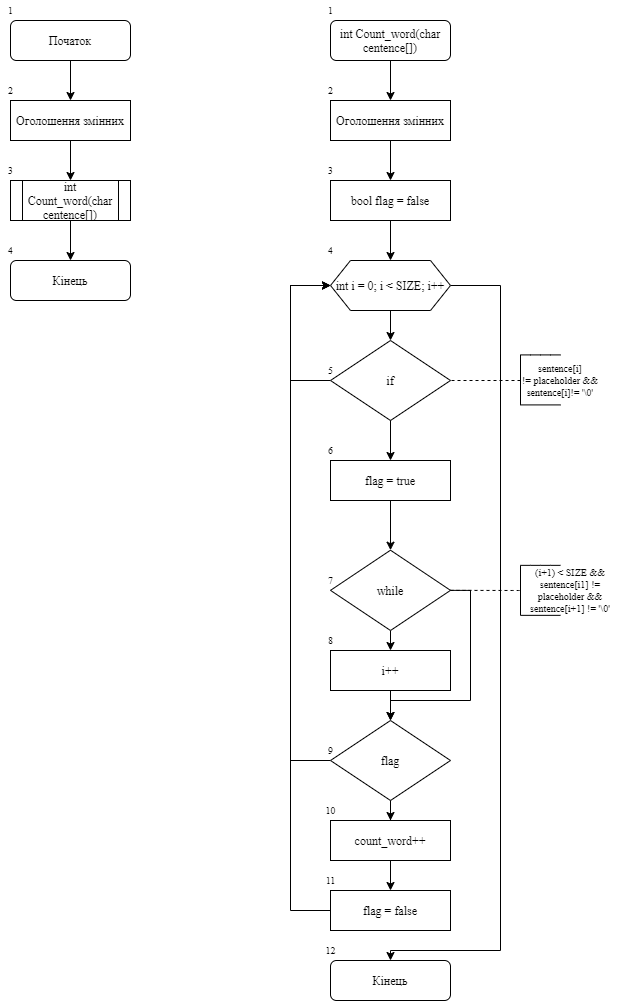 1
Початок
2
Оголошення змінних
3
int
Count_word(char
centence[])
4
Кінець
1
int Count_word(char
centence[])
2
Оголошення змінних
3
bool flag = false
4
int i = 0; i < SIZE; i++
5
if
sentence[i]
!= placeholder &&
sentence[i]!= '\0'
6
flag = true
7
while
(i+1) < SIZE &&
sentence[i1] !=
placeholder &&
sentence[i+1] != '\0'
8
i++
9
flag
10
count_word++
11
flag = false
12
Кінець